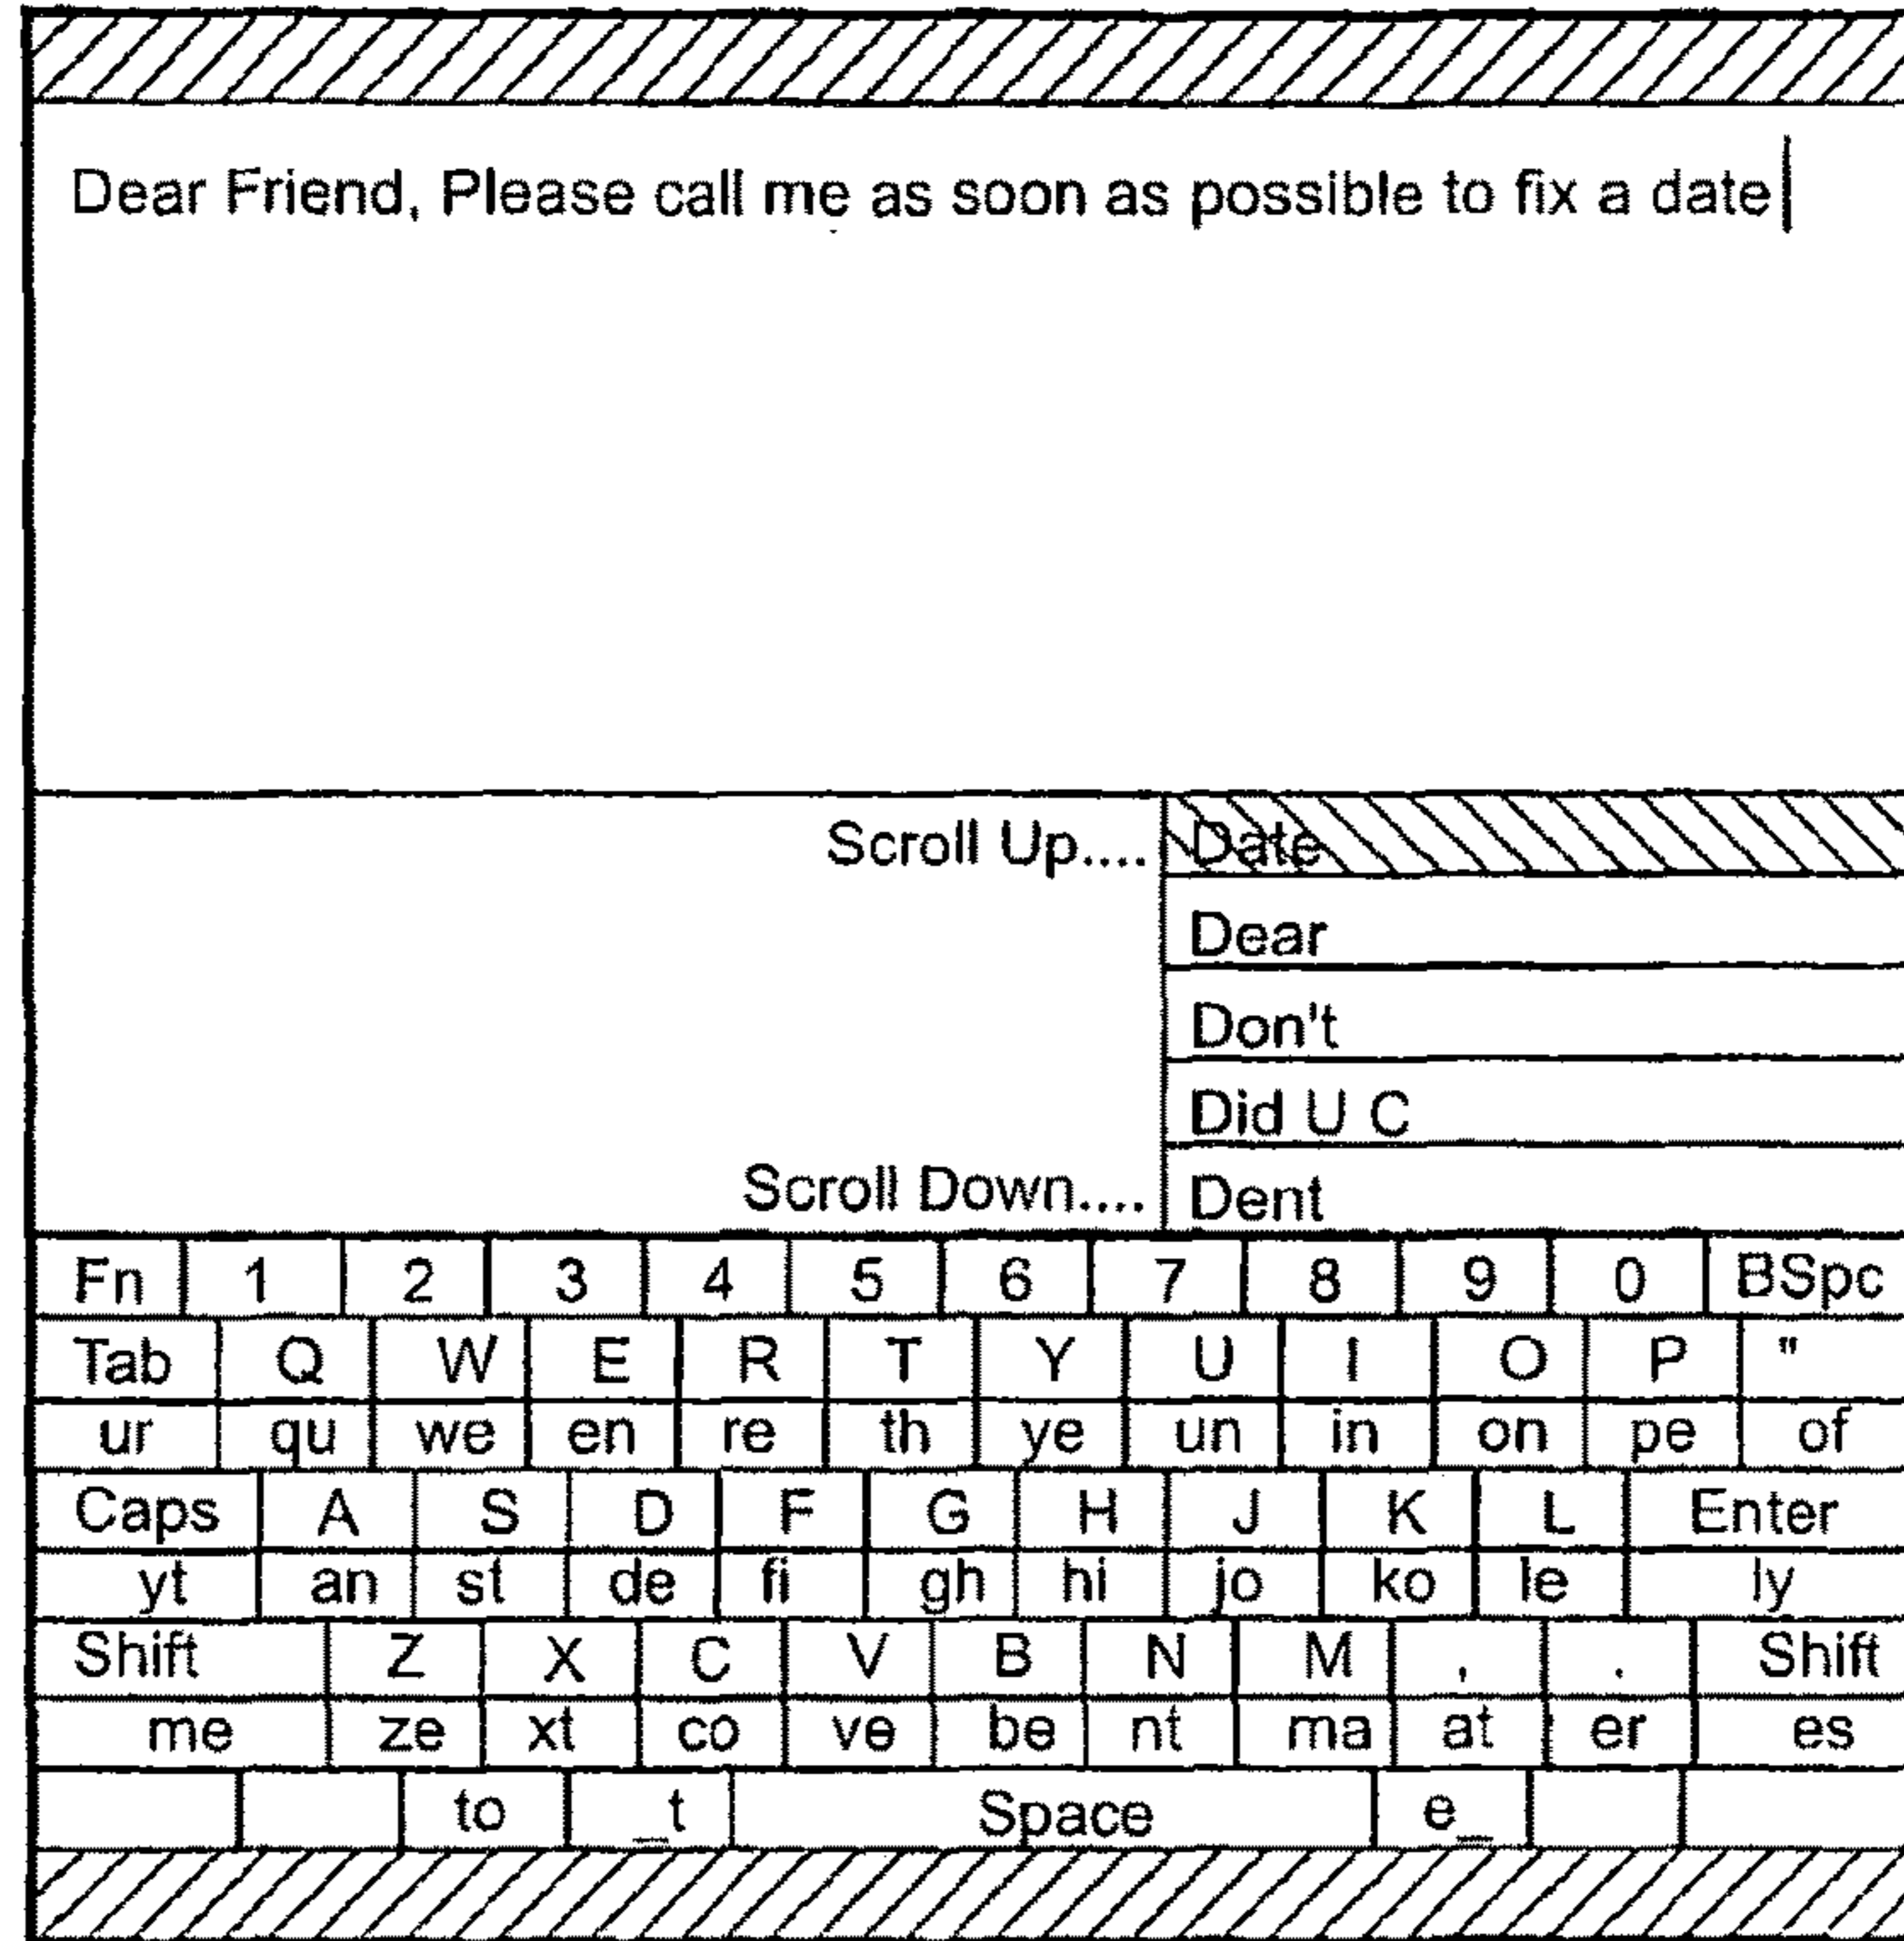 Dear Friend, Please call me as soon as possible to fix a date
Scroll Up.... Date
Dear
Don't
Did U C
Scroll Down.... Dent
Fn 1 2 3 4 5 6 7 8 9 0 BSpc
Tab Q W E R T Y U I O P "
ur qu we en re th ye un in on pe of
Caps A S D F G H J K L Enter
yt an st de fi gh hi jo ko le ly
Shift Z X C V B N M , . Shift
me ze xt co ve be nt ma at er es
to _t Space e_